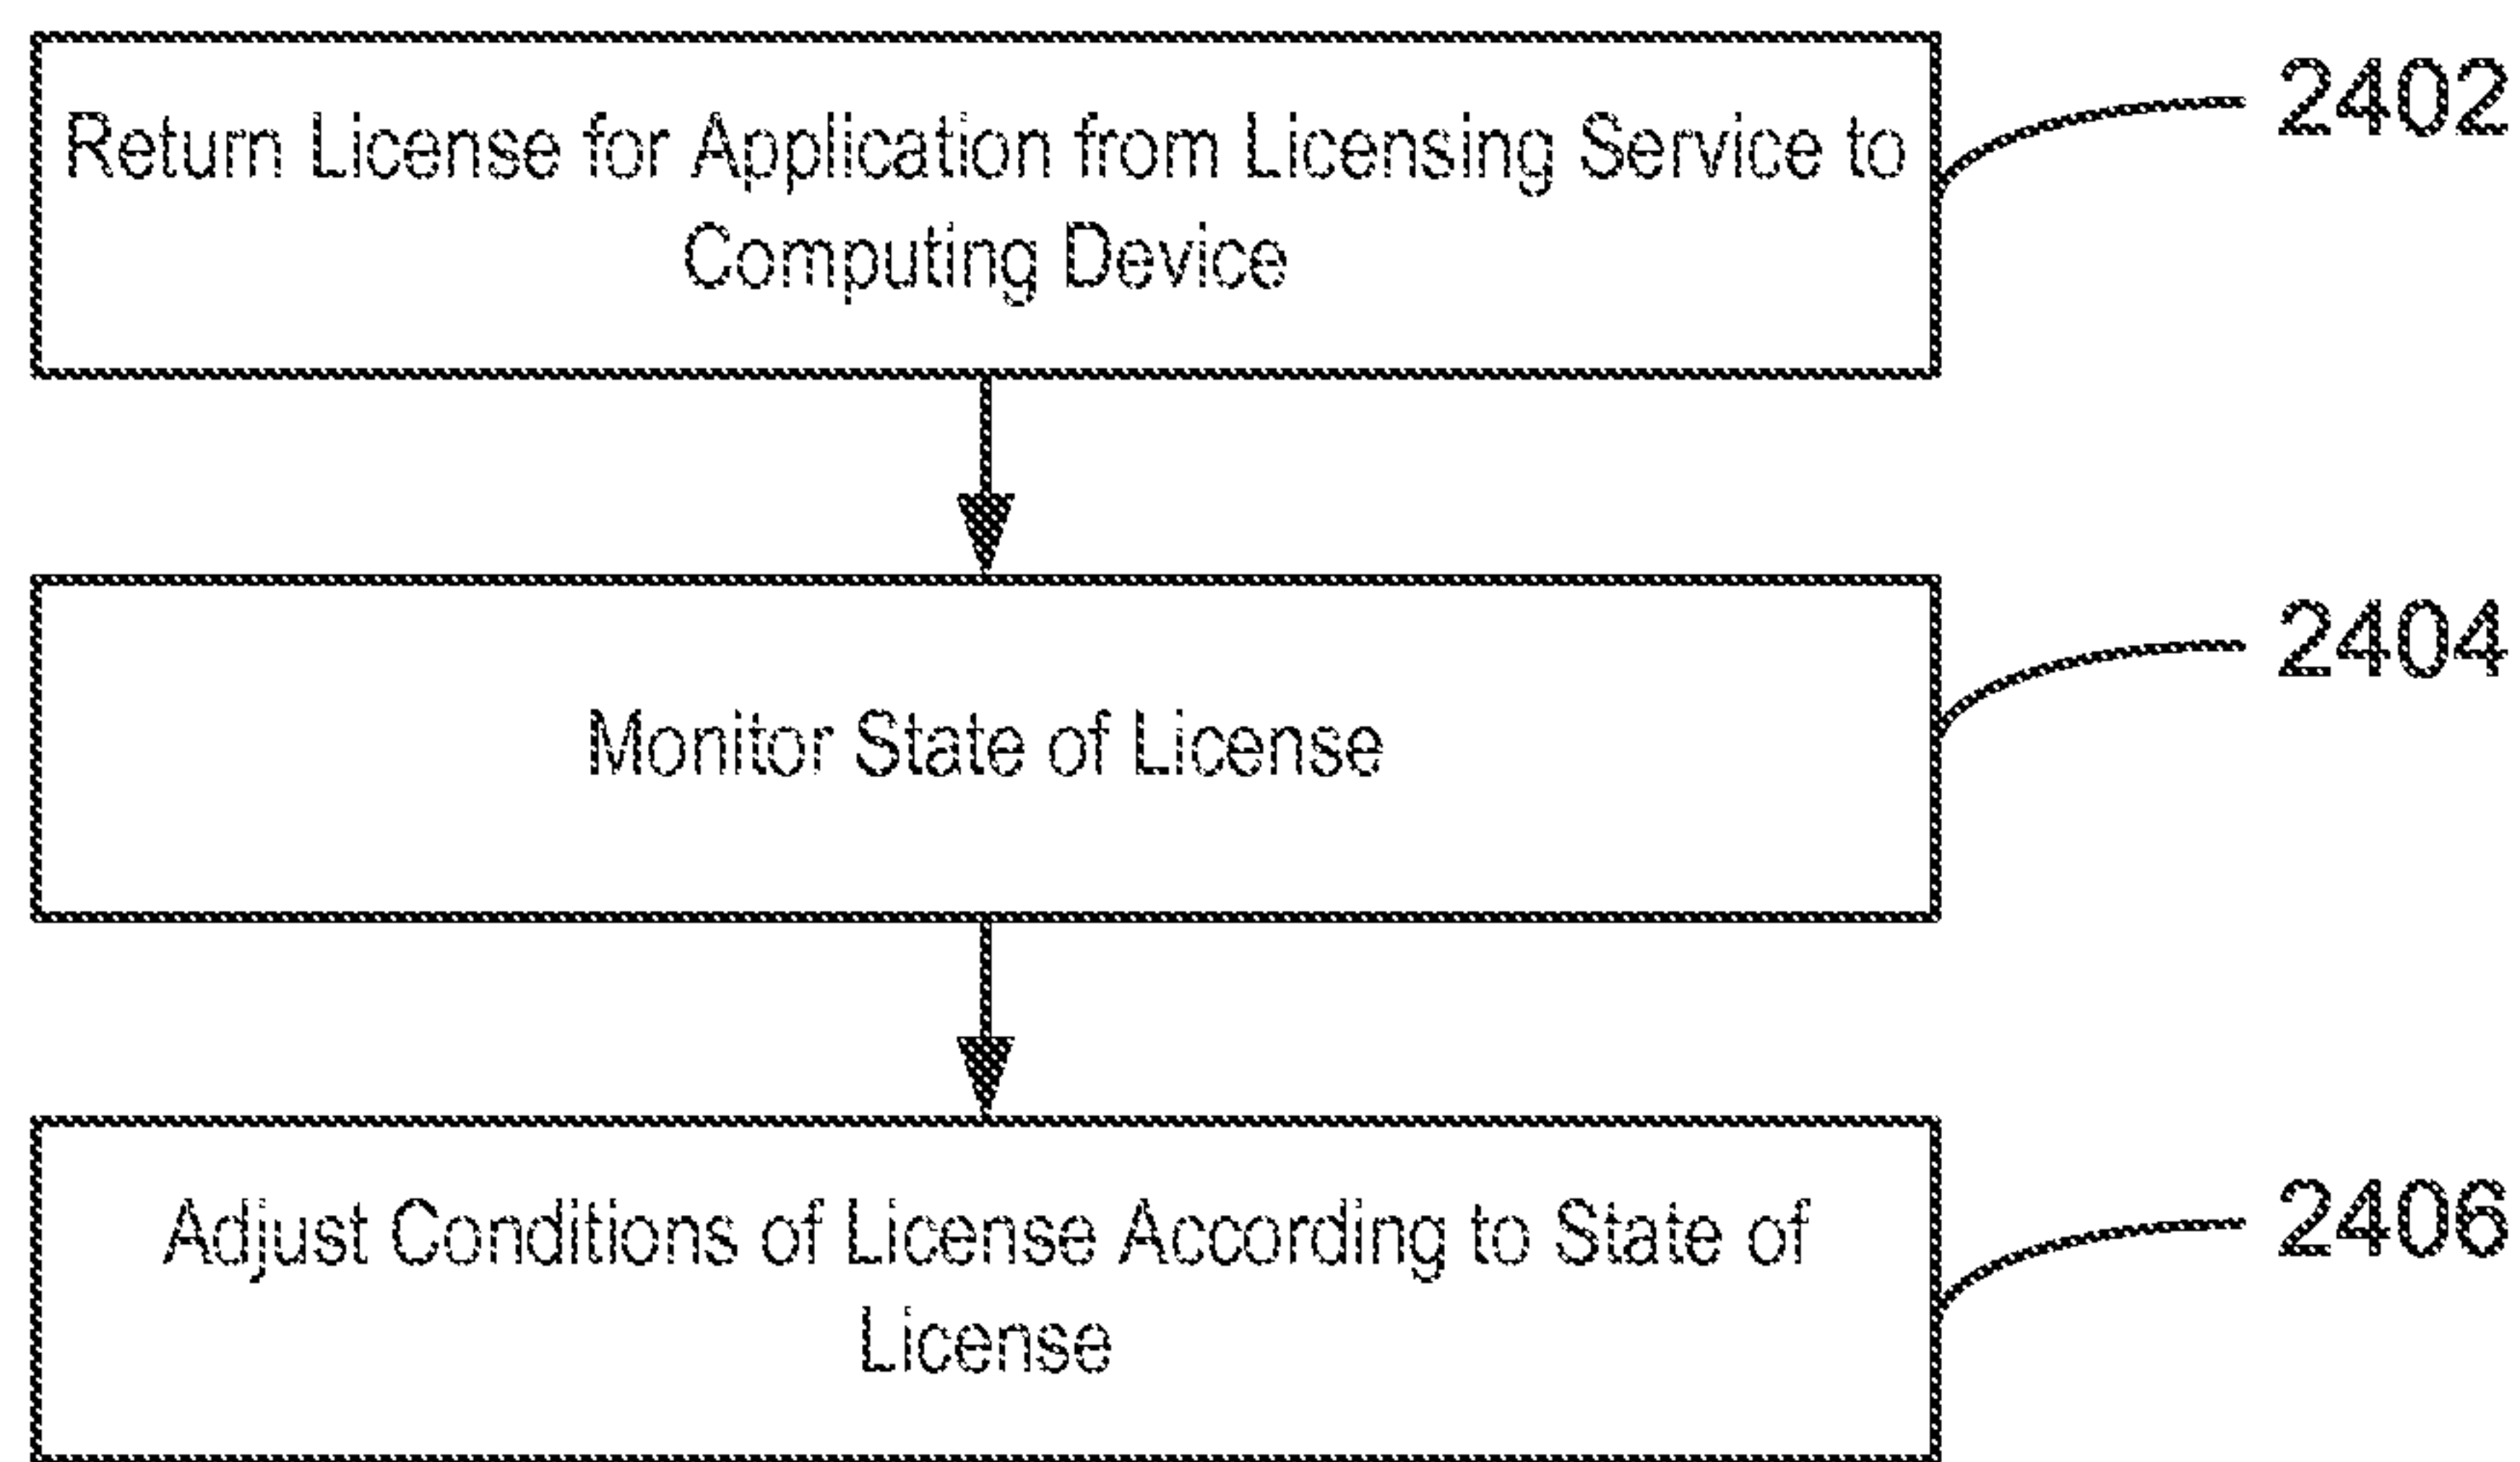 Return License for Application from Licensing Service to
Computing Device
2402
Monitor State of License
2404
Adjust Conditions of License According to State of
License
2406